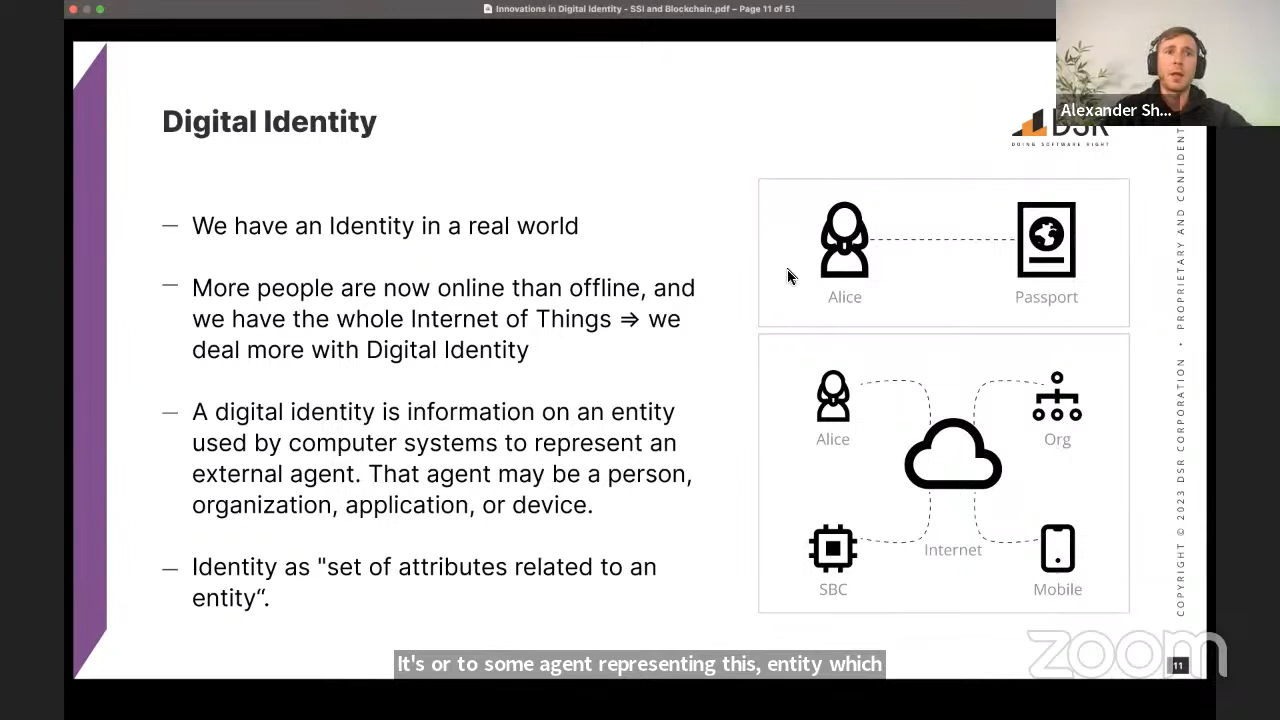 Innovations in Digital Identity - SSI and Blockchain.pdf – Page 11 of 51
Alexander Sh...
Digital Identity
DSR
DOING SOFTWARE RIGHT
— We have an Identity in a real world
— More people are now online than offline, and
we have the whole Internet of Things ⇒ we
deal more with Digital Identity
— A digital identity is information on an entity
used by computer systems to represent an
external agent. That agent may be a person,
organization, application, or device.
— Identity as "set of attributes related to an
entity“.
Alice
Passport
Alice
Org
Internet
SBC
Mobile
COPYRIGHT © 2023 DSR CORPORATION • PROPRIETARY AND CONFIDENT
It's or to some agent representing this, entity which
zoom
11